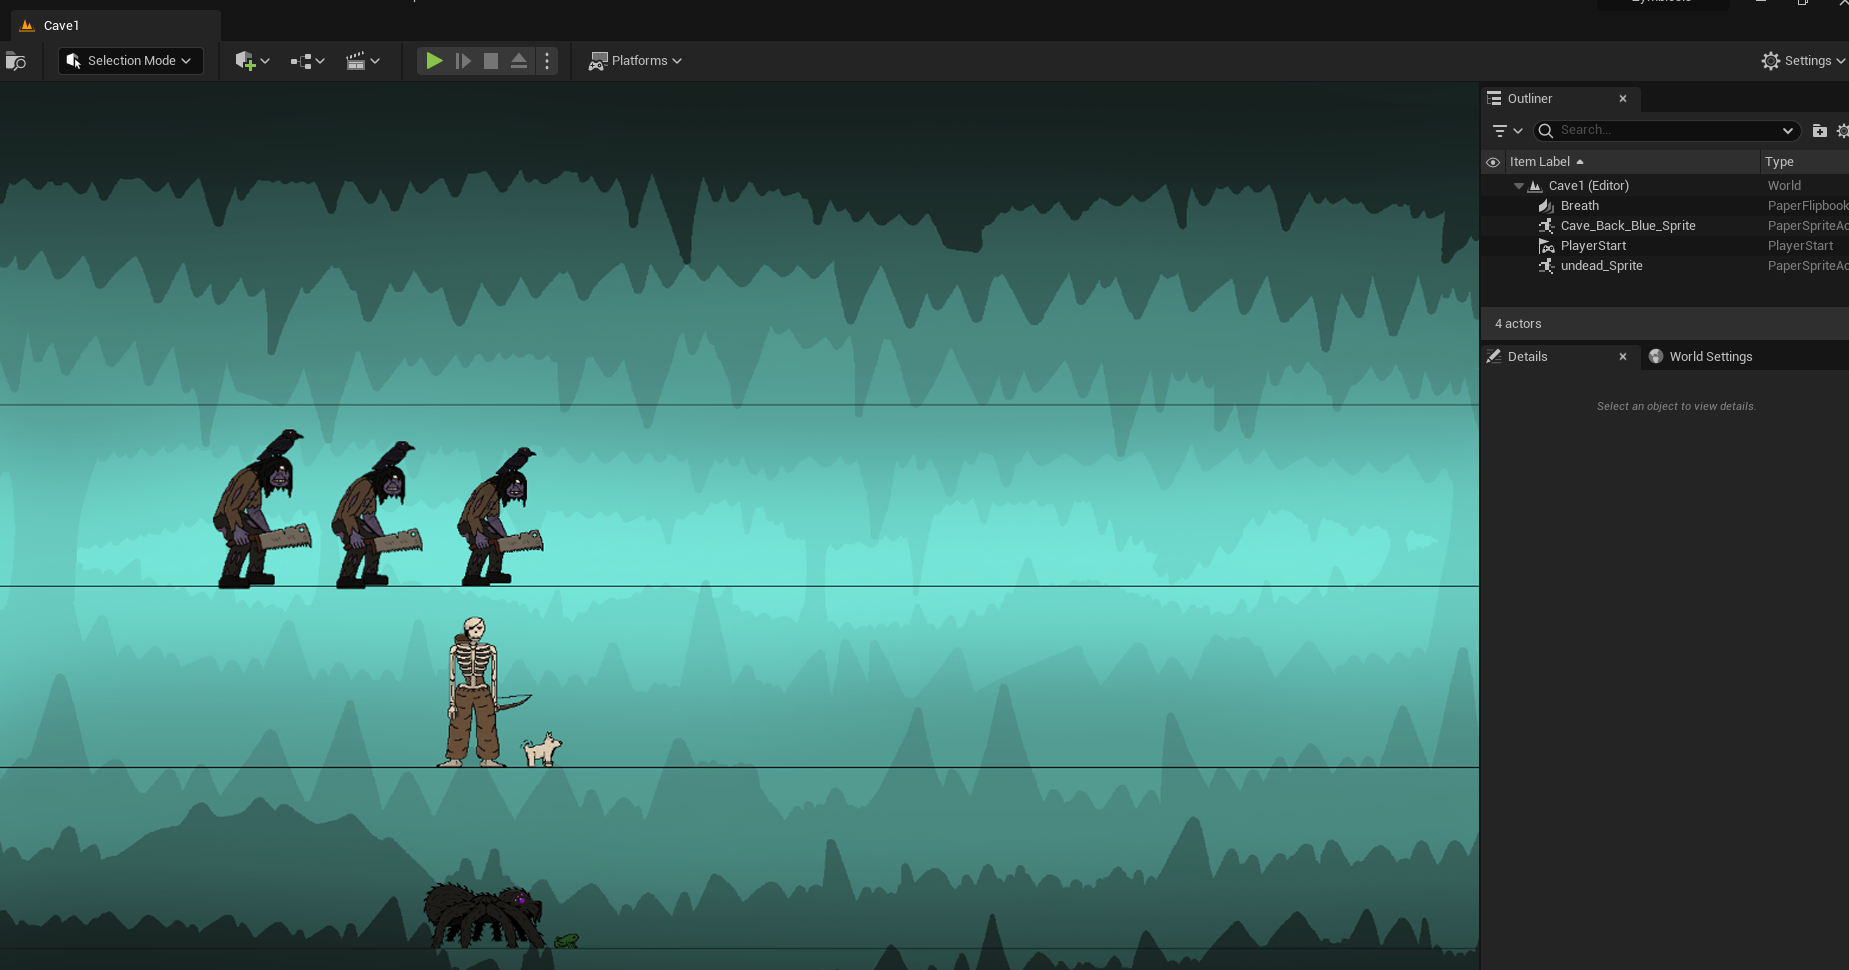 Cave1
Selection Mode
Platforms
Settings
Outliner
Search...
Item Label
Type
Cave1 (Editor)
World
Breath
PaperFlipbook
Cave_Back_Blue_Sprite
PaperSpriteAc
PlayerStart
PlayerStart
undead_Sprite
PaperSpriteAc
4 actors
Details
World Settings
Select an object to view details.